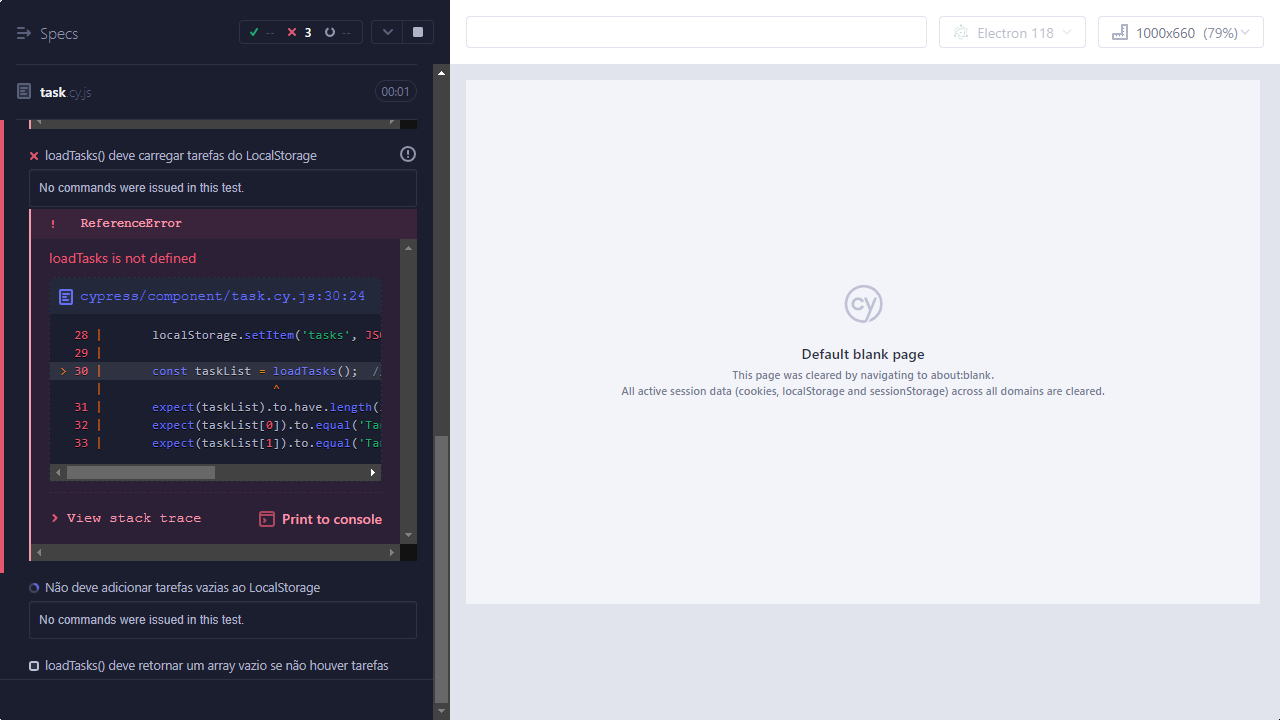 Specs
--
3
--
Electron 118
1000x660 (79%)
task.cy.js
00:01
loadTasks() deve carregar tarefas do LocalStorage
No commands were issued in this test.
! ReferenceError
loadTasks is not defined
cypress/component/task.cy.js:30:24
28 | localStorage.setItem('tasks', JS
29 |
> 30 | const taskList = loadTasks(); //
| ^
31 | expect(taskList).to.have.length(
32 | expect(taskList[0]).to.equal('Ta
33 | expect(taskList[1]).to.equal('Ta
> View stack trace
Print to console
Não deve adicionar tarefas vazias ao LocalStorage
No commands were issued in this test.
loadTasks() deve retornar um array vazio se não houver tarefas
cy
Default blank page
This page was cleared by navigating to about:blank.
All active session data (cookies, localStorage and sessionStorage) across all domains are cleared.